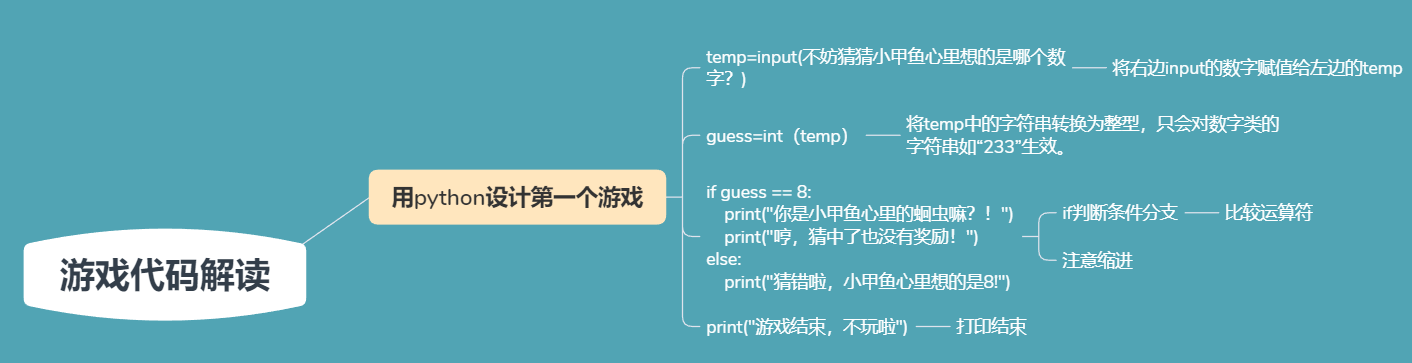 游戏代码解读
用python设计第一个游戏
temp=input(不妨猜猜小甲鱼心里想的是哪个数
字？)
将右边input的数字赋值给左边的temp
guess=int（temp）
将temp中的字符串转换为整型，只会对数字类的
字符串如“233”生效。
if guess == 8:
print("你是小甲鱼心里的蛔虫嘛？！")
print("哼，猜中了也没有奖励！")
else:
print("猜错啦，小甲鱼心里想的是8!")
if判断条件分支
比较运算符
注意缩进
print("游戏结束，不玩啦")
打印结束